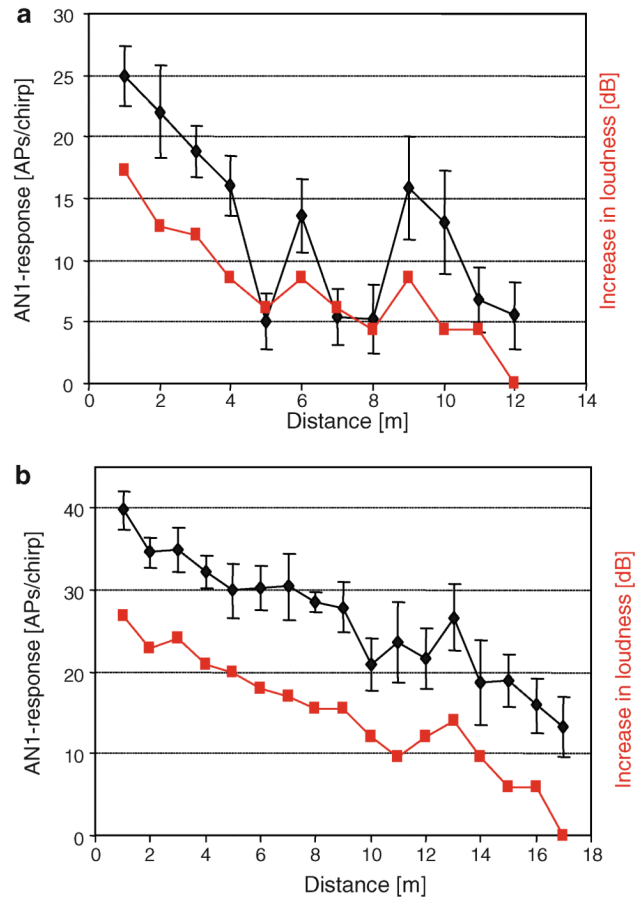 a
AN1-response [APs/chirp]
Increase in loudness [dB]
30
25
20
15
10
5
0
0 2 4 6 8 10 12 14
Distance [m]
b
AN1-response [APs/chirp]
Increase in loudness [dB]
40
30
20
10
0
0 2 4 6 8 10 12 14 16 18
Distance [m]